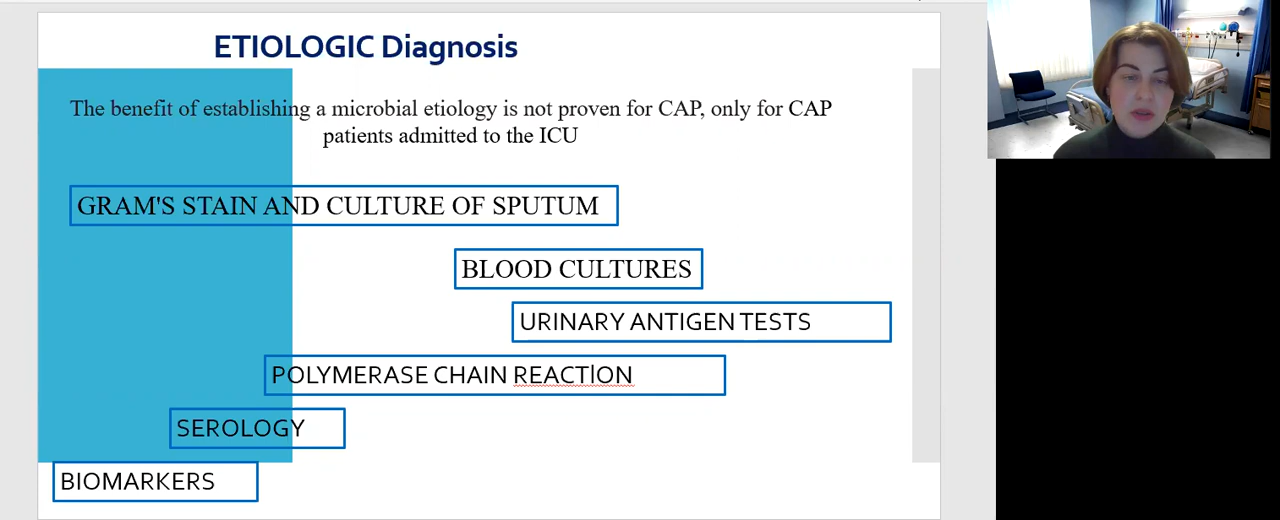 ETIOLOGIC Diagnosis
The benefit of establishing a microbial etiology is not proven for CAP, only for CAP
patients admitted to the ICU
GRAM'S STAIN AND CULTURE OF SPUTUM
BLOOD CULTURES
URINARY ANTIGEN TESTS
POLYMERASE CHAIN REACTlON
SEROLOGY
BIOMARKERS